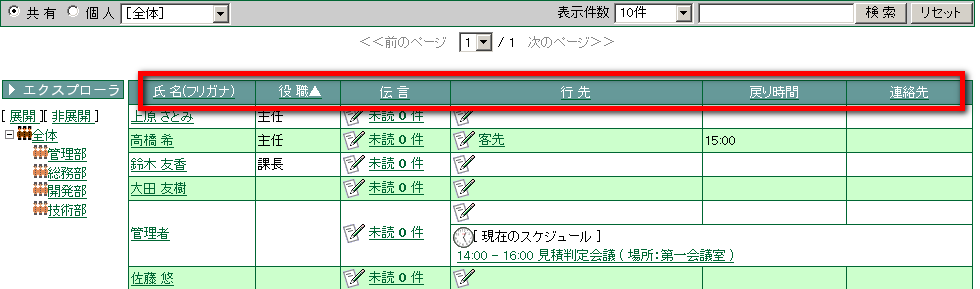 共 有 個 人 [全体] 表示件数 10件 検 索 リセット
<<前のページ 1 / 1 次のページ>>
エクスプローラ
[ 展開 ][ 非展開 ]
全体
管理部
総務部
開発部
技術部
氏 名(フリガナ) 役 職▲ 伝 言 行 先 戻り時間 連絡先
上原 さとみ 主任 未読 0 件
高橋 希 主任 未読 0 件 客先 15:00
鈴木 友香 課長 未読 0 件
大田 友樹 未読 0 件
管理者 未読 0 件
[ 現在のスケジュール ]
14:00 - 16:00 見積判定会議 ( 場所:第一会議室 )
佐藤 悠 未読 0 件